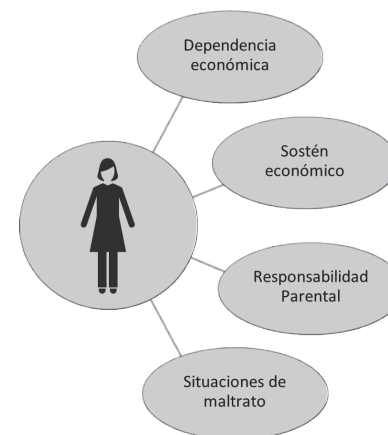 Dependencia
económica
Sostén
económico
Responsabilidad
Parental
Situaciones de
maltrato